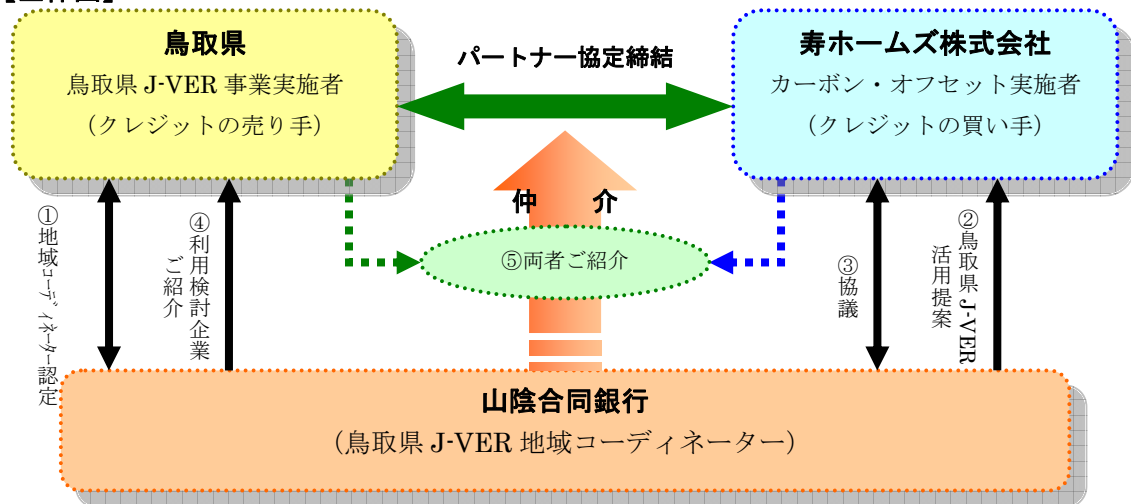 鳥取県
鳥取県 J-VER 事業実施者
(クレジットの売り手)
パートナー協定締結
寿ホームズ株式会社
カーボン・オフセット実施者
(クレジットの買い手)
仲 介
⑤両者ご紹介
①地域コーディネーター認定
④利用検討企業
ご紹介
③協議
②鳥取県 J-VER
活用提案
山陰合同銀行
(鳥取県 J-VER 地域コーディネーター)